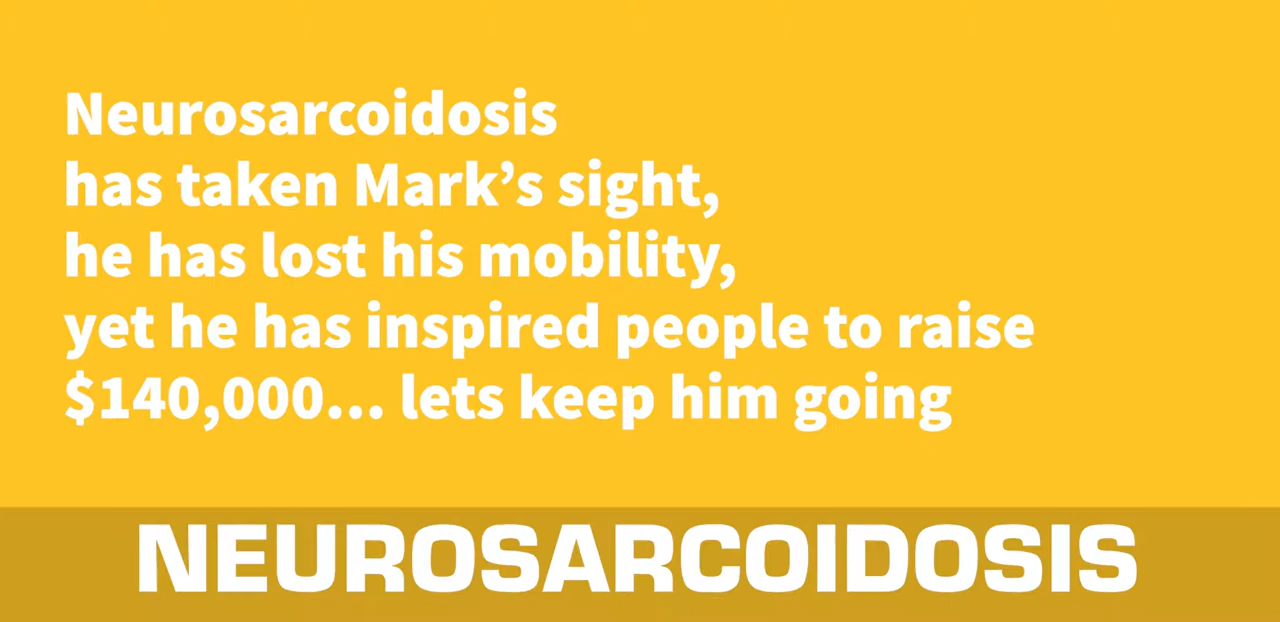 Neurosarcoidosis
has taken Mark’s sight,
he has lost his mobility,
yet he has inspired people to raise
$140,000... lets keep him going
NEUROSARCOIDOSIS